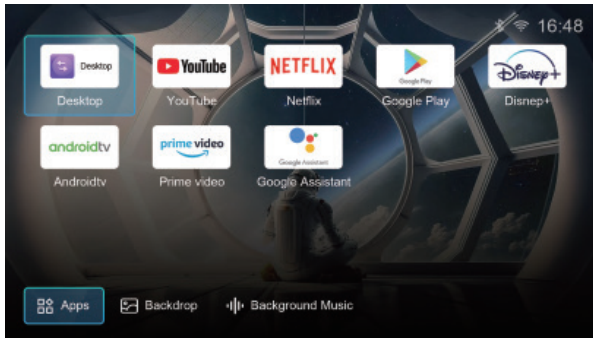 16:48
Desktop
YouTube
NETFLIX
Google Play
Disney+
Desktop
YouTube
Netflix
Google Play
Disnep+
androidtv
prime video
Google Assistant
Androidtv
Prime video
Google Assistant
Apps
Backdrop
Background Music